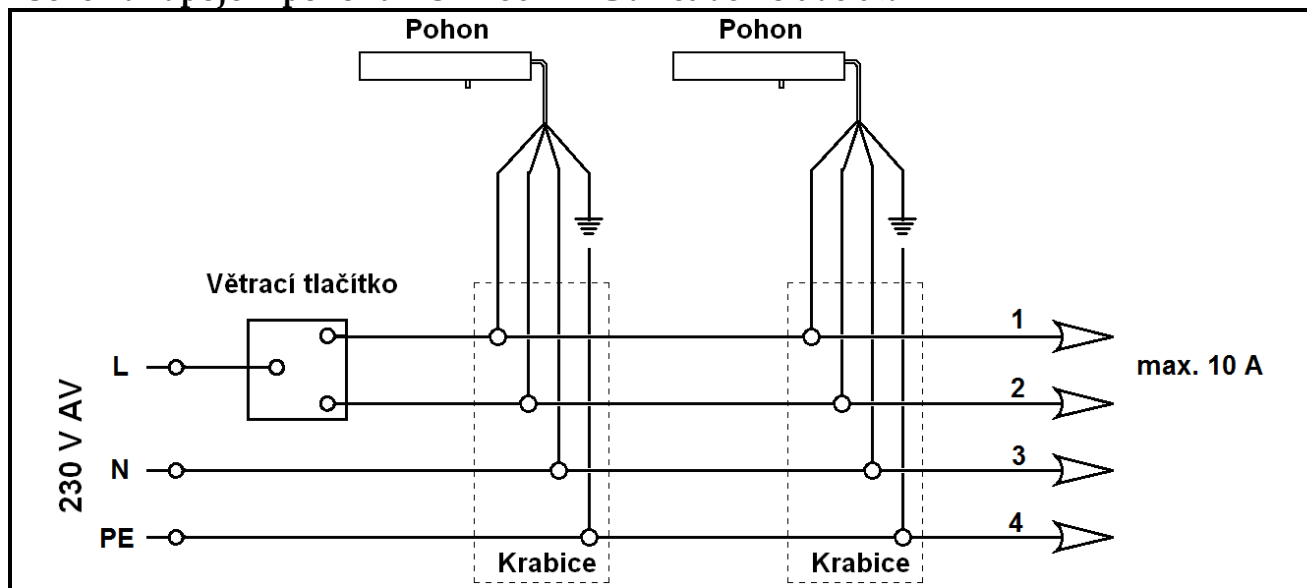 Pohon
Pohon
Větrací tlačítko
1
L
max. 10 A
2
230 V AV
N
3
PE
4
Krabice
Krabice